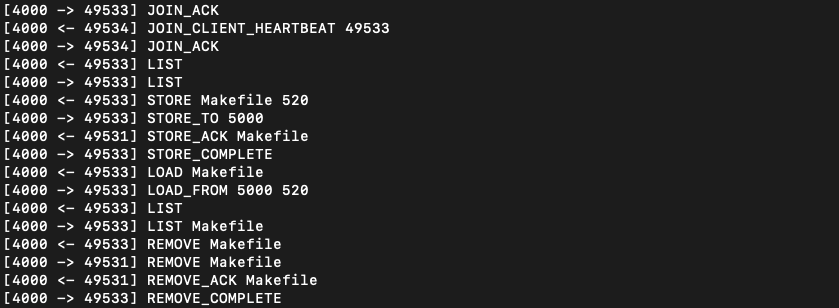 [4000 -> 49533] JOIN_ACK
[4000 <- 49534] JOIN_CLIENT_HEARTBEAT 49533
[4000 -> 49534] JOIN_ACK
[4000 <- 49533] LIST
[4000 -> 49533] LIST
[4000 <- 49533] STORE Makefile 520
[4000 -> 49533] STORE_TO 5000
[4000 <- 49531] STORE_ACK Makefile
[4000 -> 49533] STORE_COMPLETE
[4000 <- 49533] LOAD Makefile
[4000 -> 49533] LOAD_FROM 5000 520
[4000 <- 49533] LIST
[4000 -> 49533] LIST Makefile
[4000 <- 49533] REMOVE Makefile
[4000 -> 49531] REMOVE Makefile
[4000 <- 49531] REMOVE_ACK Makefile
[4000 -> 49533] REMOVE_COMPLETE